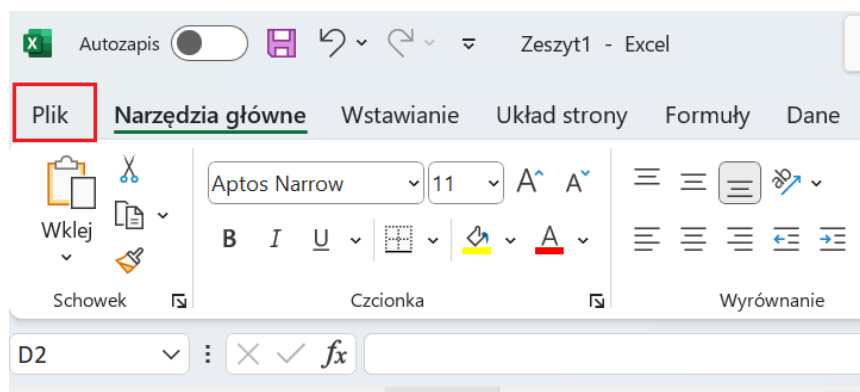 Autozapis Zeszyt1 - Excel
Plik Narzędzia główne Wstawianie Układ strony Formuły Dane
Aptos Narrow 11 A A
Wklej
B I U A
Schowek Czcionka Wyrównanie
D2 fx